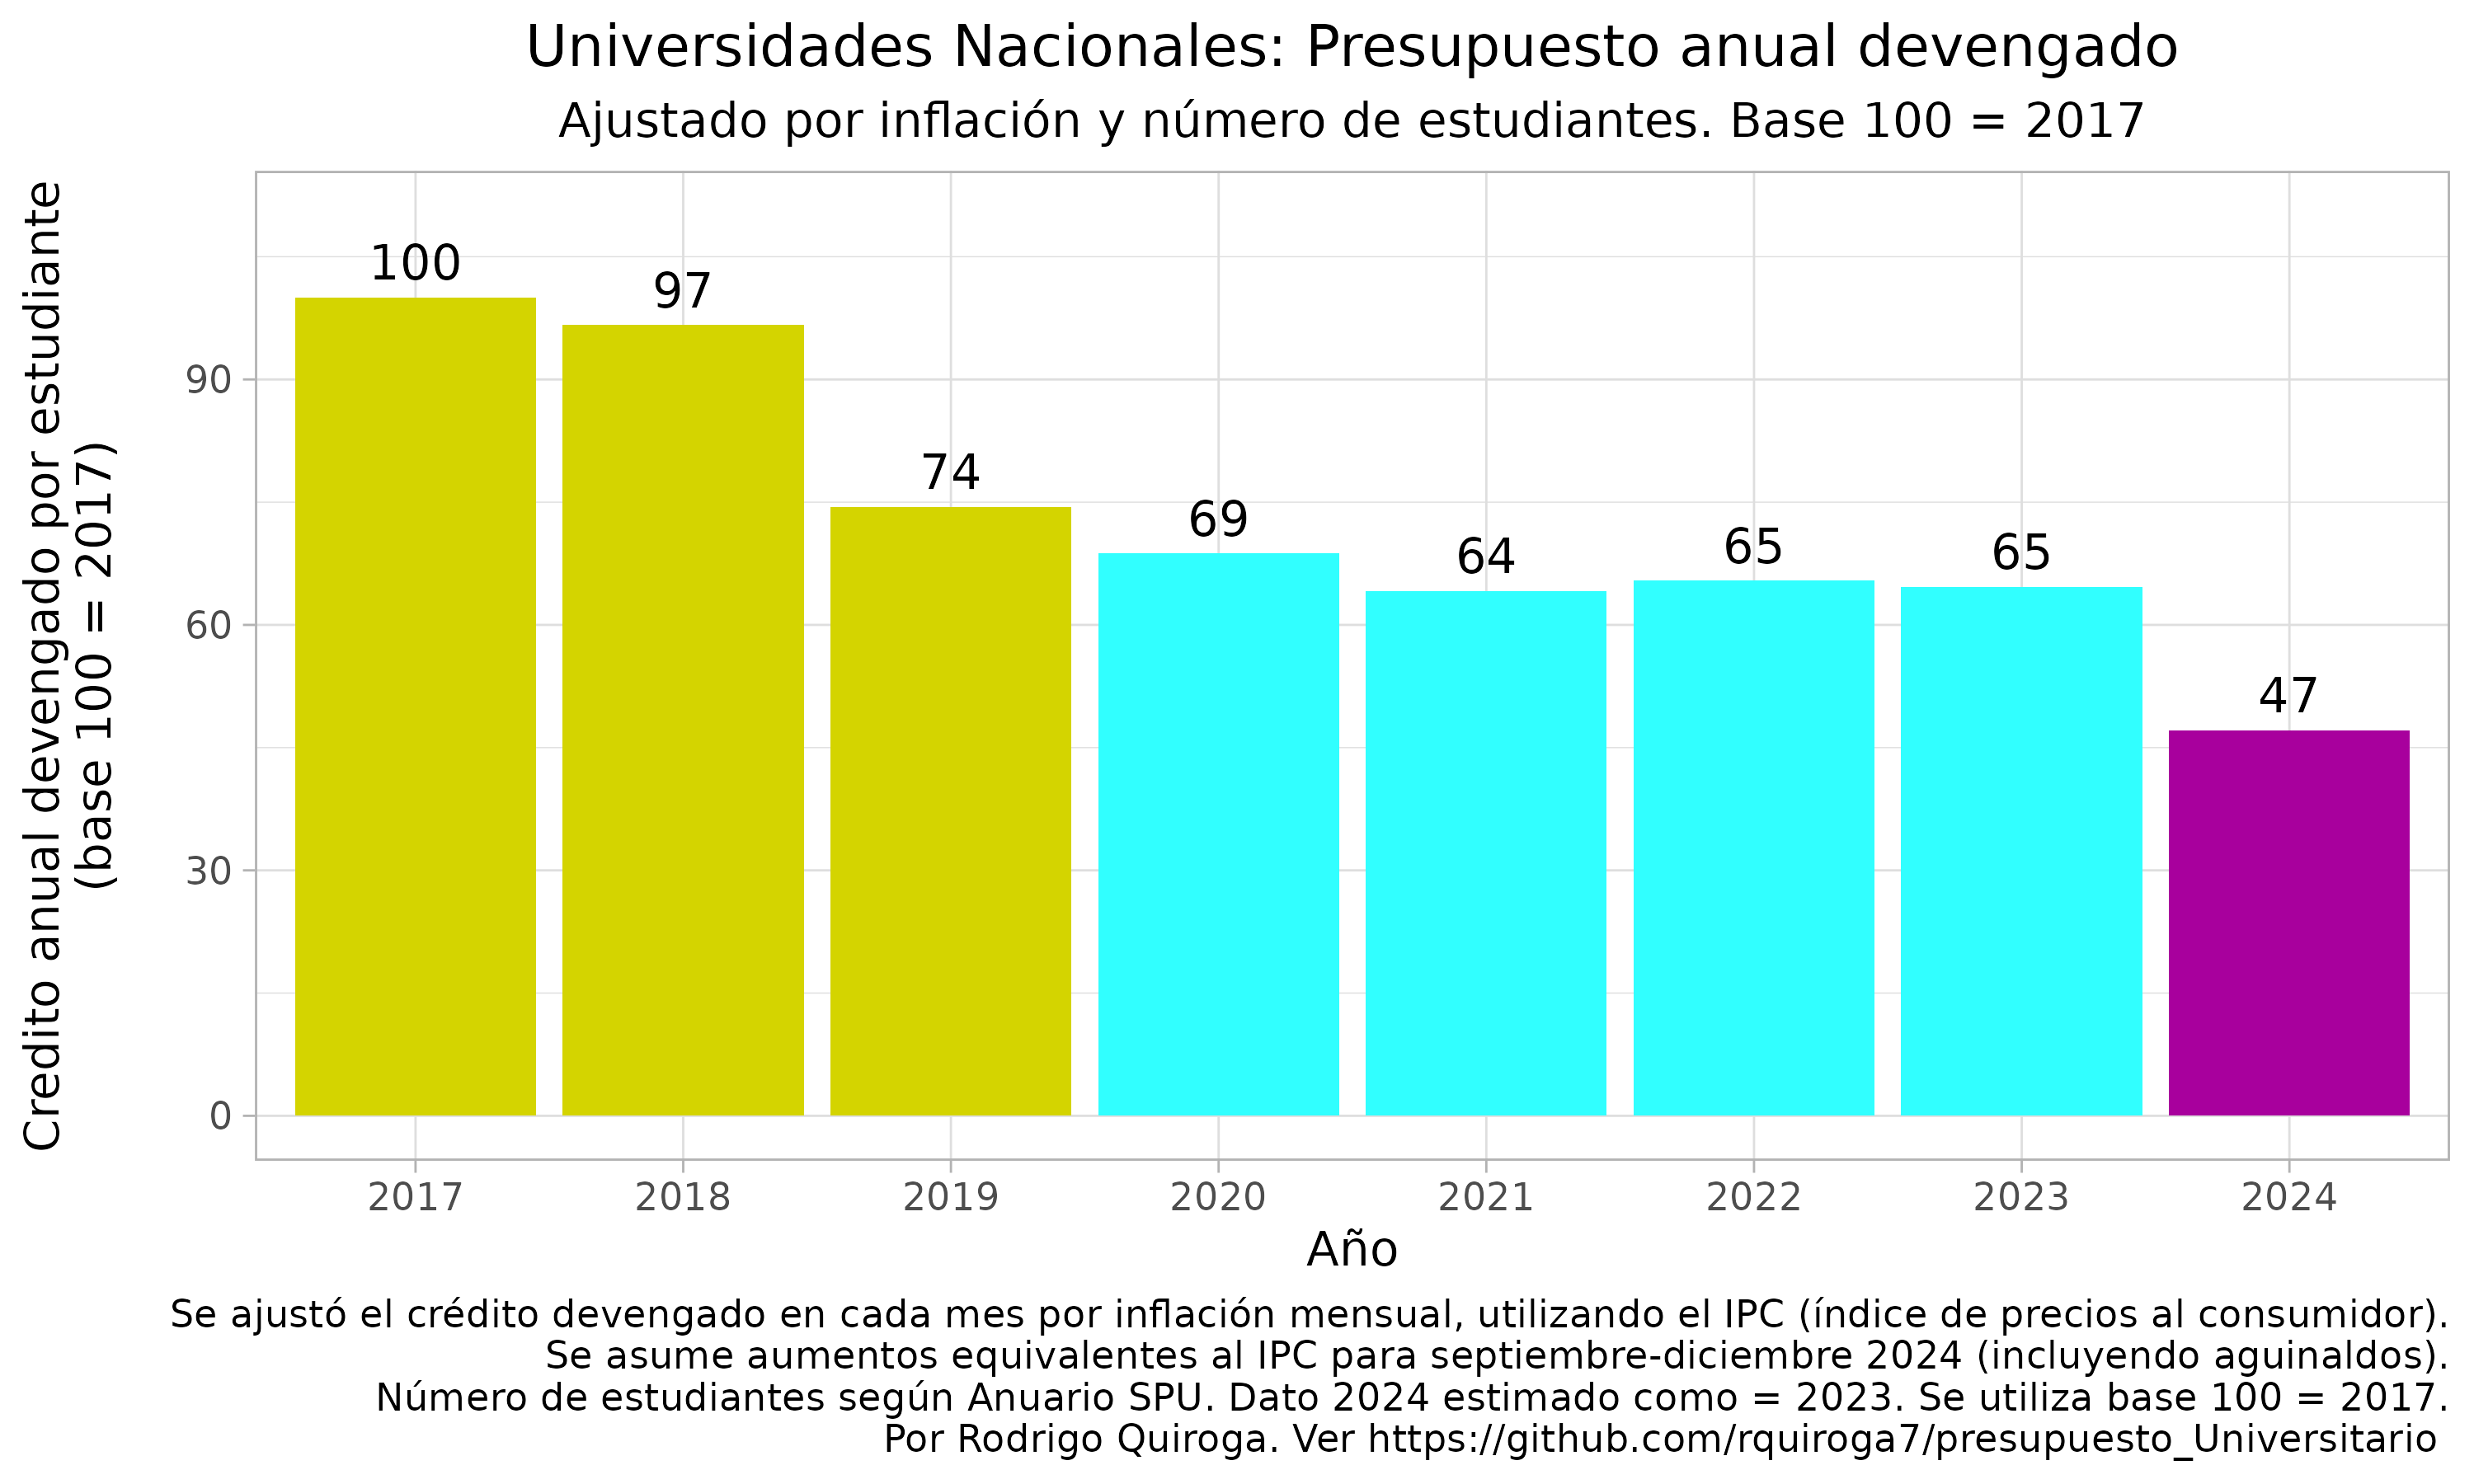 Universidades Nacionales: Presupuesto anual devengado
Ajustado por inflación y número de estudiantes. Base 100 = 2017
Credito anual devengado por estudiante
(base 100 = 2017)
90
60
30
0
100
97
74
69
64
65
65
47
2017
2018
2019
2020
2021
2022
2023
2024
Año
Se ajustó el crédito devengado en cada mes por inflación mensual, utilizando el IPC (índice de precios al consumidor).
Se asume aumentos equivalentes al IPC para septiembre-diciembre 2024 (incluyendo aguinaldos).
Número de estudiantes según Anuario SPU. Dato 2024 estimado como = 2023. Se utiliza base 100 = 2017.
Por Rodrigo Quiroga. Ver https://github.com/rquiroga7/presupuesto_Universitario